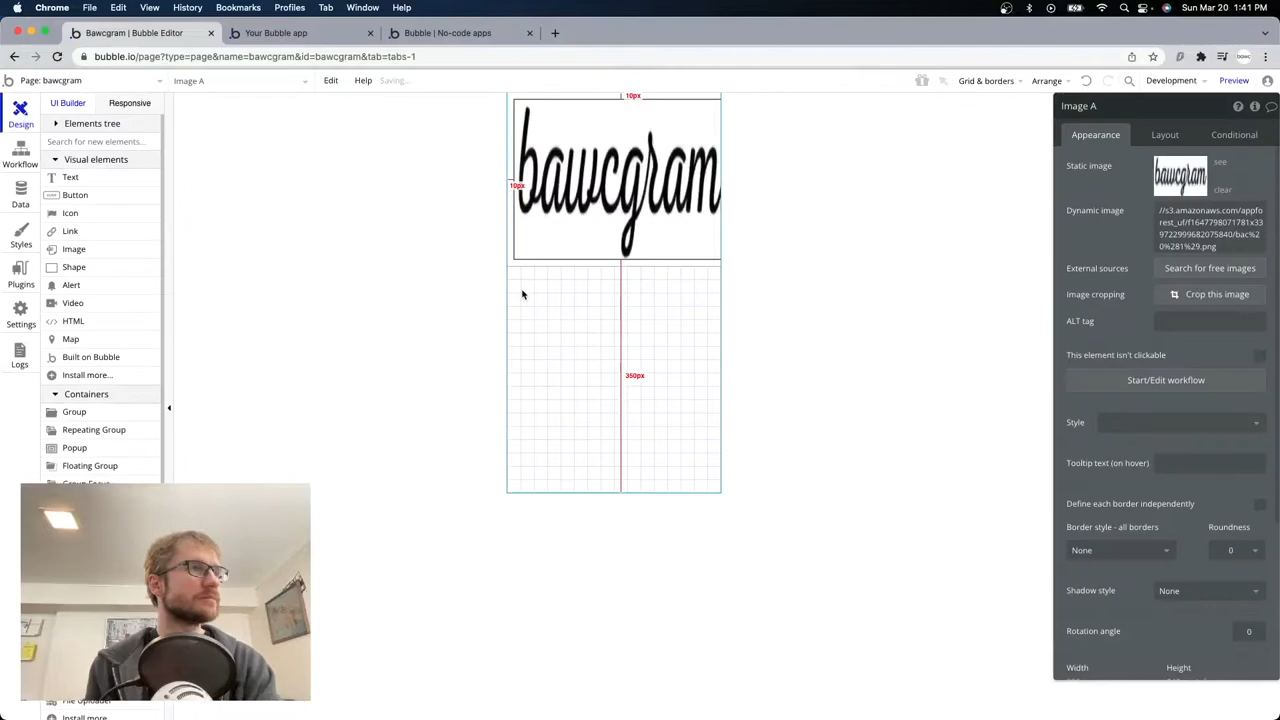 Chrome File Edit View History Bookmarks Profiles Tab Window Help Sun Mar 20 1:41 PM
Bawcgram | Bubble Editor Your Bubble app Bubble | No-code apps
bubble.io/page?type=page&name=bawcgram&id=bawcgram&tab=tabs-1
Page: bawcgram Image A Edit Help Saving... Grid & borders Arrange Development Preview
Design
Workflow
Data
Styles
Plugins
Settings
Logs
UI Builder Responsive
Elements tree
Search for new elements...
Visual elements
Text
Button
Icon
Link
Image
Shape
Alert
Video
HTML
Map
Built on Bubble
Install more...
Containers
Group
Repeating Group
Popup
Floating Group
Install more
10px
bawcgram
10px
350px
Image A
Appearance Layout Conditional
Static image
bawcgram
see
clear
Dynamic image
//s3.amazonaws.com/appfo
rest_uf/f1647798071781x33
9722999682075840/bac%2
0%281%29.png
External sources Search for free images
Image cropping Crop this image
ALT tag
This element isn't clickable
Start/Edit workflow
Style
Tooltip text (on hover)
Define each border independently
Border style - all borders Roundness
None 0
Shadow style None
Rotation angle 0
Width Height